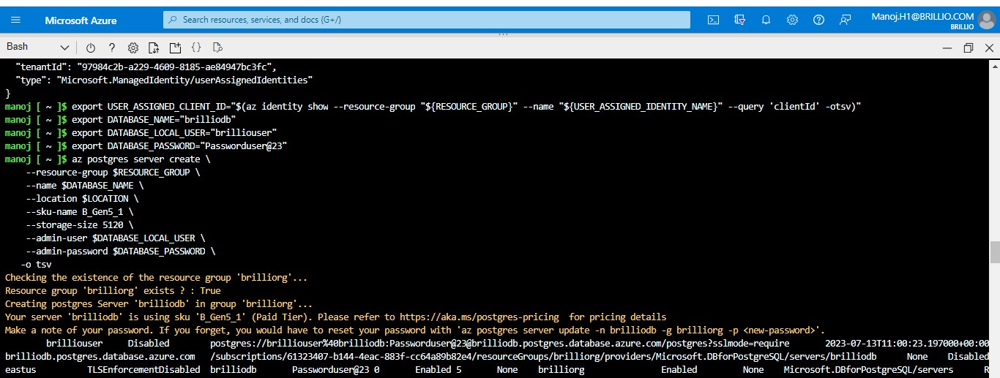 Microsoft Azure
Search resources, services, and docs (G+/)
Manoj.H1@BRILLIO.COM
BRILLIO
Bash
"tenantId": "97984c2b-a229-4609-8185-ae84947bc3fc",
"type": "Microsoft.ManagedIdentity/userAssignedIdentities"
}
manoj [ ~ ]$ export USER_ASSIGNED_CLIENT_ID="$(az identity show --resource-group "${RESOURCE_GROUP}" --name "${USER_ASSIGNED_IDENTITY_NAME}" --query 'clientId' -otsv)"
manoj [ ~ ]$ export DATABASE_NAME="brilliodb"
manoj [ ~ ]$ export DATABASE_LOCAL_USER="brilliouser"
manoj [ ~ ]$ export DATABASE_PASSWORD="Passworduser@23"
manoj [ ~ ]$ az postgres server create \
--resource-group $RESOURCE_GROUP \
--name $DATABASE_NAME \
--location $LOCATION \
--sku-name B_Gen5_1 \
--storage-size 5120 \
--admin-user $DATABASE_LOCAL_USER \
--admin-password $DATABASE_PASSWORD \
-o tsv
Checking the existence of the resource group 'brilliorg'...
Resource group 'brilliorg' exists ? : True
Creating postgres Server 'brilliodb' in group 'brilliorg'...
Your server 'brilliodb' is using sku 'B_Gen5_1' (Paid Tier). Please refer to https://aka.ms/postgres-pricing  for pricing details
Make a note of your password. If you forget, you would have to reset your password with 'az postgres server update -n brilliodb -g brilliorg -p <new-password>'.
brilliouser Disabled postgres://brilliouser%40brilliodb:Passworduser@23@brilliodb.postgres.database.azure.com/postgres?sslmode=require 2023-07-13T11:00:23.197000+00:00
brilliodb.postgres.database.azure.com /subscriptions/61323407-b144-4eac-883f-cc64a89b82e4/resourceGroups/brilliorg/providers/Microsoft.DBforPostgreSQL/servers/brilliodb None Disabled
eastus TLSEnforcementDisabled brilliodb Passworduser@23 0 Enabled 5 None brilliorg Enabled None Microsoft.DBforPostgreSQL/servers R